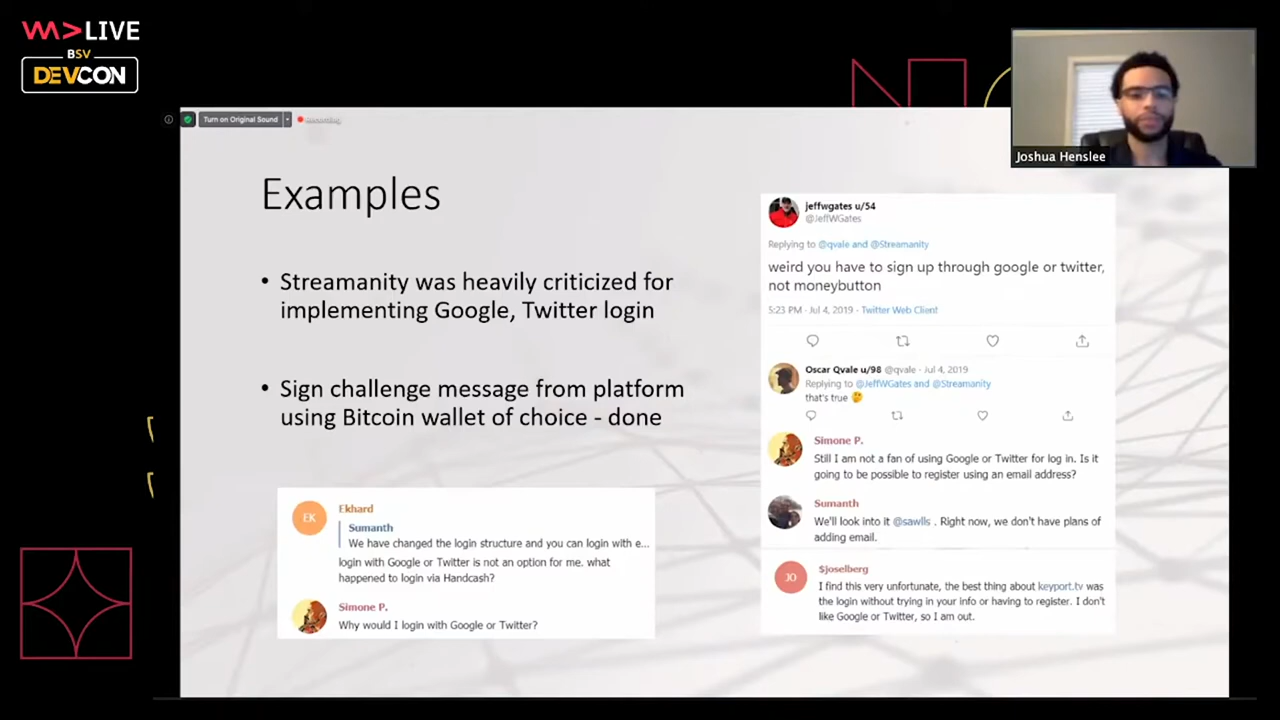 LIVE
BSV
DEVCON
Turn on Original Sound
Recording
Joshua Henslee
Examples
• Streamanity was heavily criticized for
implementing Google, Twitter login
• Sign challenge message from platform
using Bitcoin wallet of choice - done
EK
Ekhard
Sumanth
We have changed the login structure and you can login with e...
login with Google or Twitter is not an option for me. what
happened to login via Handcash?
Simone P.
Why would I login with Google or Twitter?
jeffwgates u/54
@JeffWGates
Replying to @qvale and @Streamanity
weird you have to sign up through google or twitter,
not moneybutton
5:23 PM · Jul 4, 2019 · Twitter Web Client
Oscar Qvale u/98 @qvale · Jul 4, 2019
Replying to @JeffWGates and @Streamanity
that's true 🤔
Simone P.
Still I am not a fan of using Google or Twitter for log in. Is it
going to be possible to register using an email address?
Sumanth
We'll look into it @sawlls . Right now, we don't have plans of
adding email.
JO
$joselberg
I find this very unfortunate, the best thing about keyport.tv was
the login without trying in your info or having to register. I don't
like Google or Twitter, so I am out.